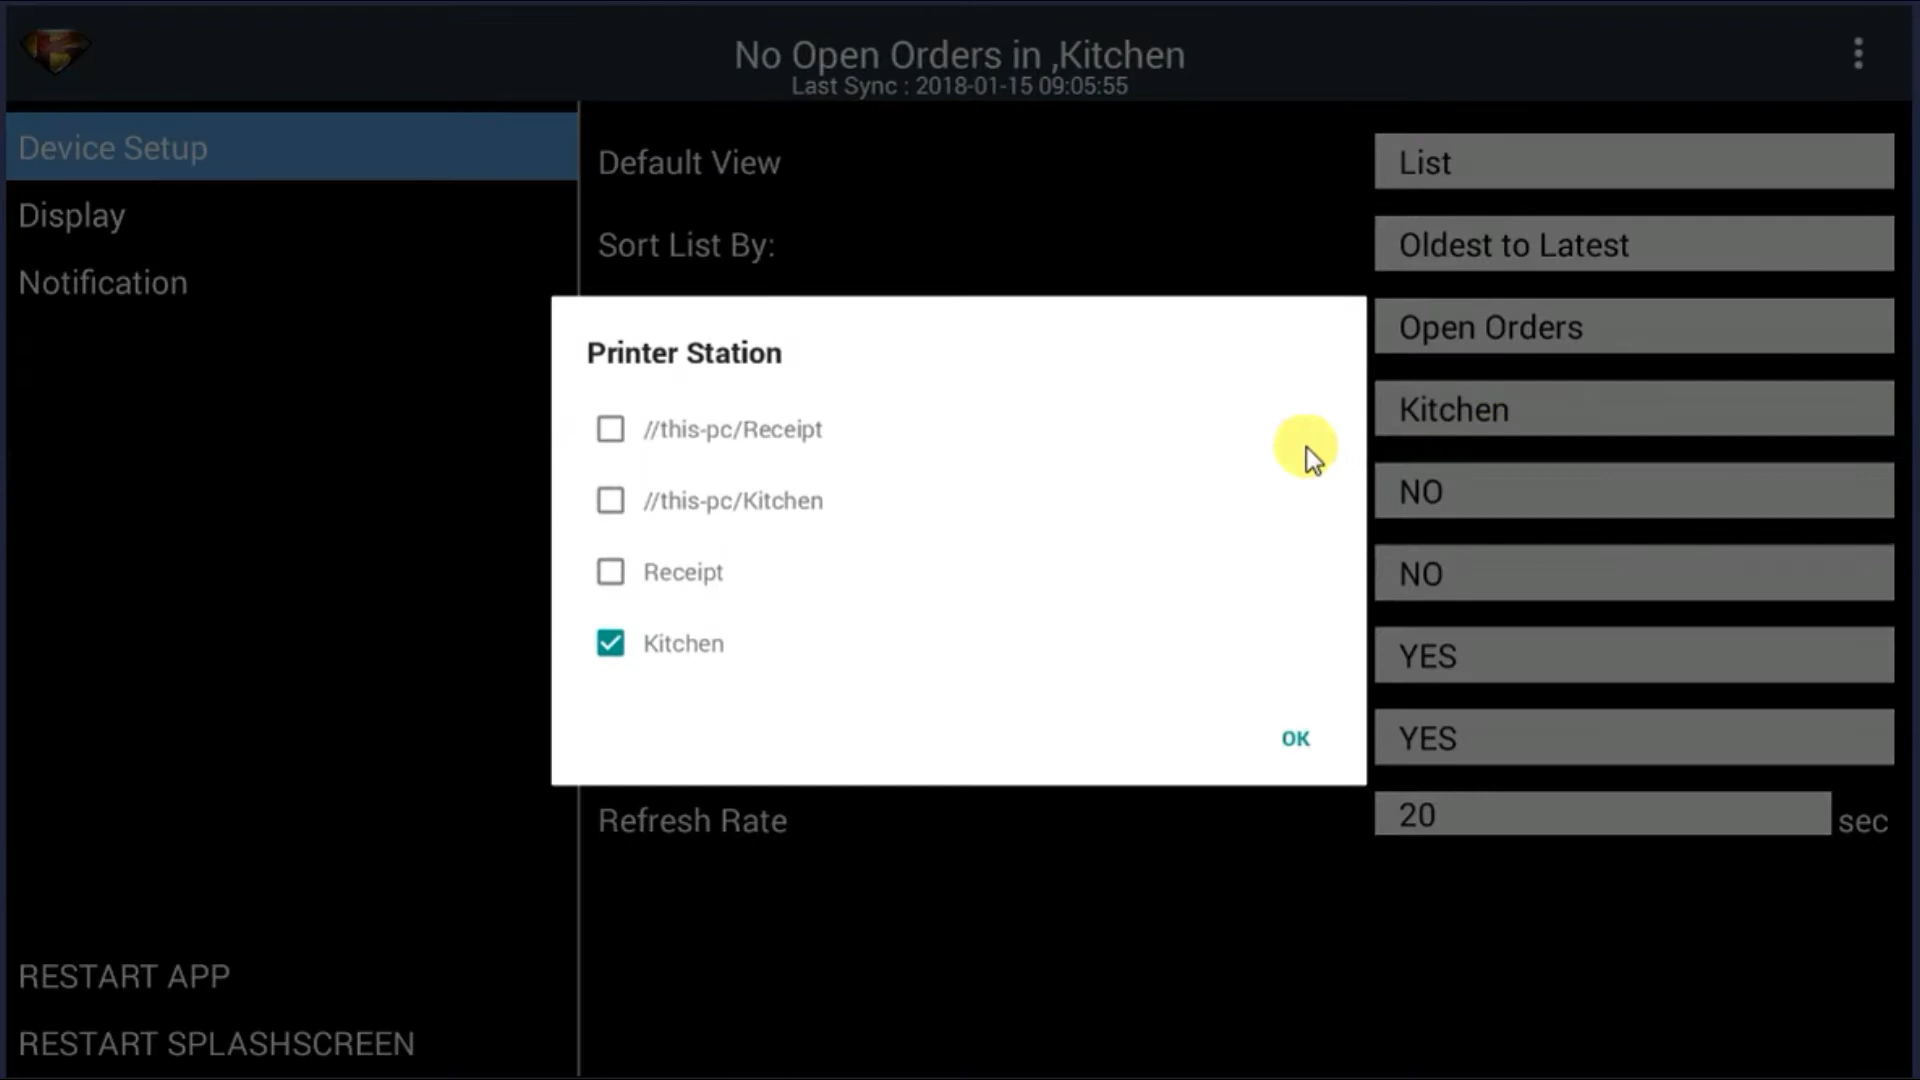 No Open Orders in ,Kitchen
Last Sync : 2018-01-15 09:05:55
Device Setup
Display
Notification
RESTART APP
RESTART SPLASHSCREEN
Default View
List
Sort List By:
Oldest to Latest
Open Orders
Kitchen
NO
NO
YES
YES
Refresh Rate
20
sec
Printer Station
//this-pc/Receipt
//this-pc/Kitchen
Receipt
Kitchen
OK